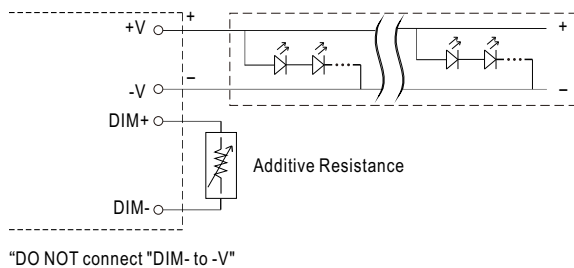 +V
+
+
-V
−
−
DIM+
Additive Resistance
DIM-
“DO NOT connect "DIM- to -V"